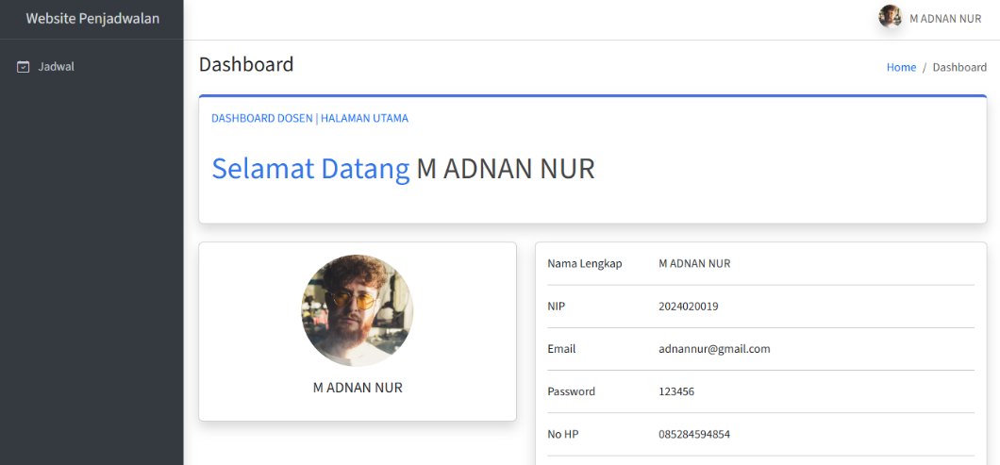 Website Penjadwalan
M ADNAN NUR
Jadwal
Dashboard
Home / Dashboard
DASHBOARD DOSEN | HALAMAN UTAMA
Selamat Datang M ADNAN NUR
M ADNAN NUR
Nama Lengkap M ADNAN NUR
NIP 2024020019
Email adnannur@gmail.com
Password 123456
No HP 085284594854